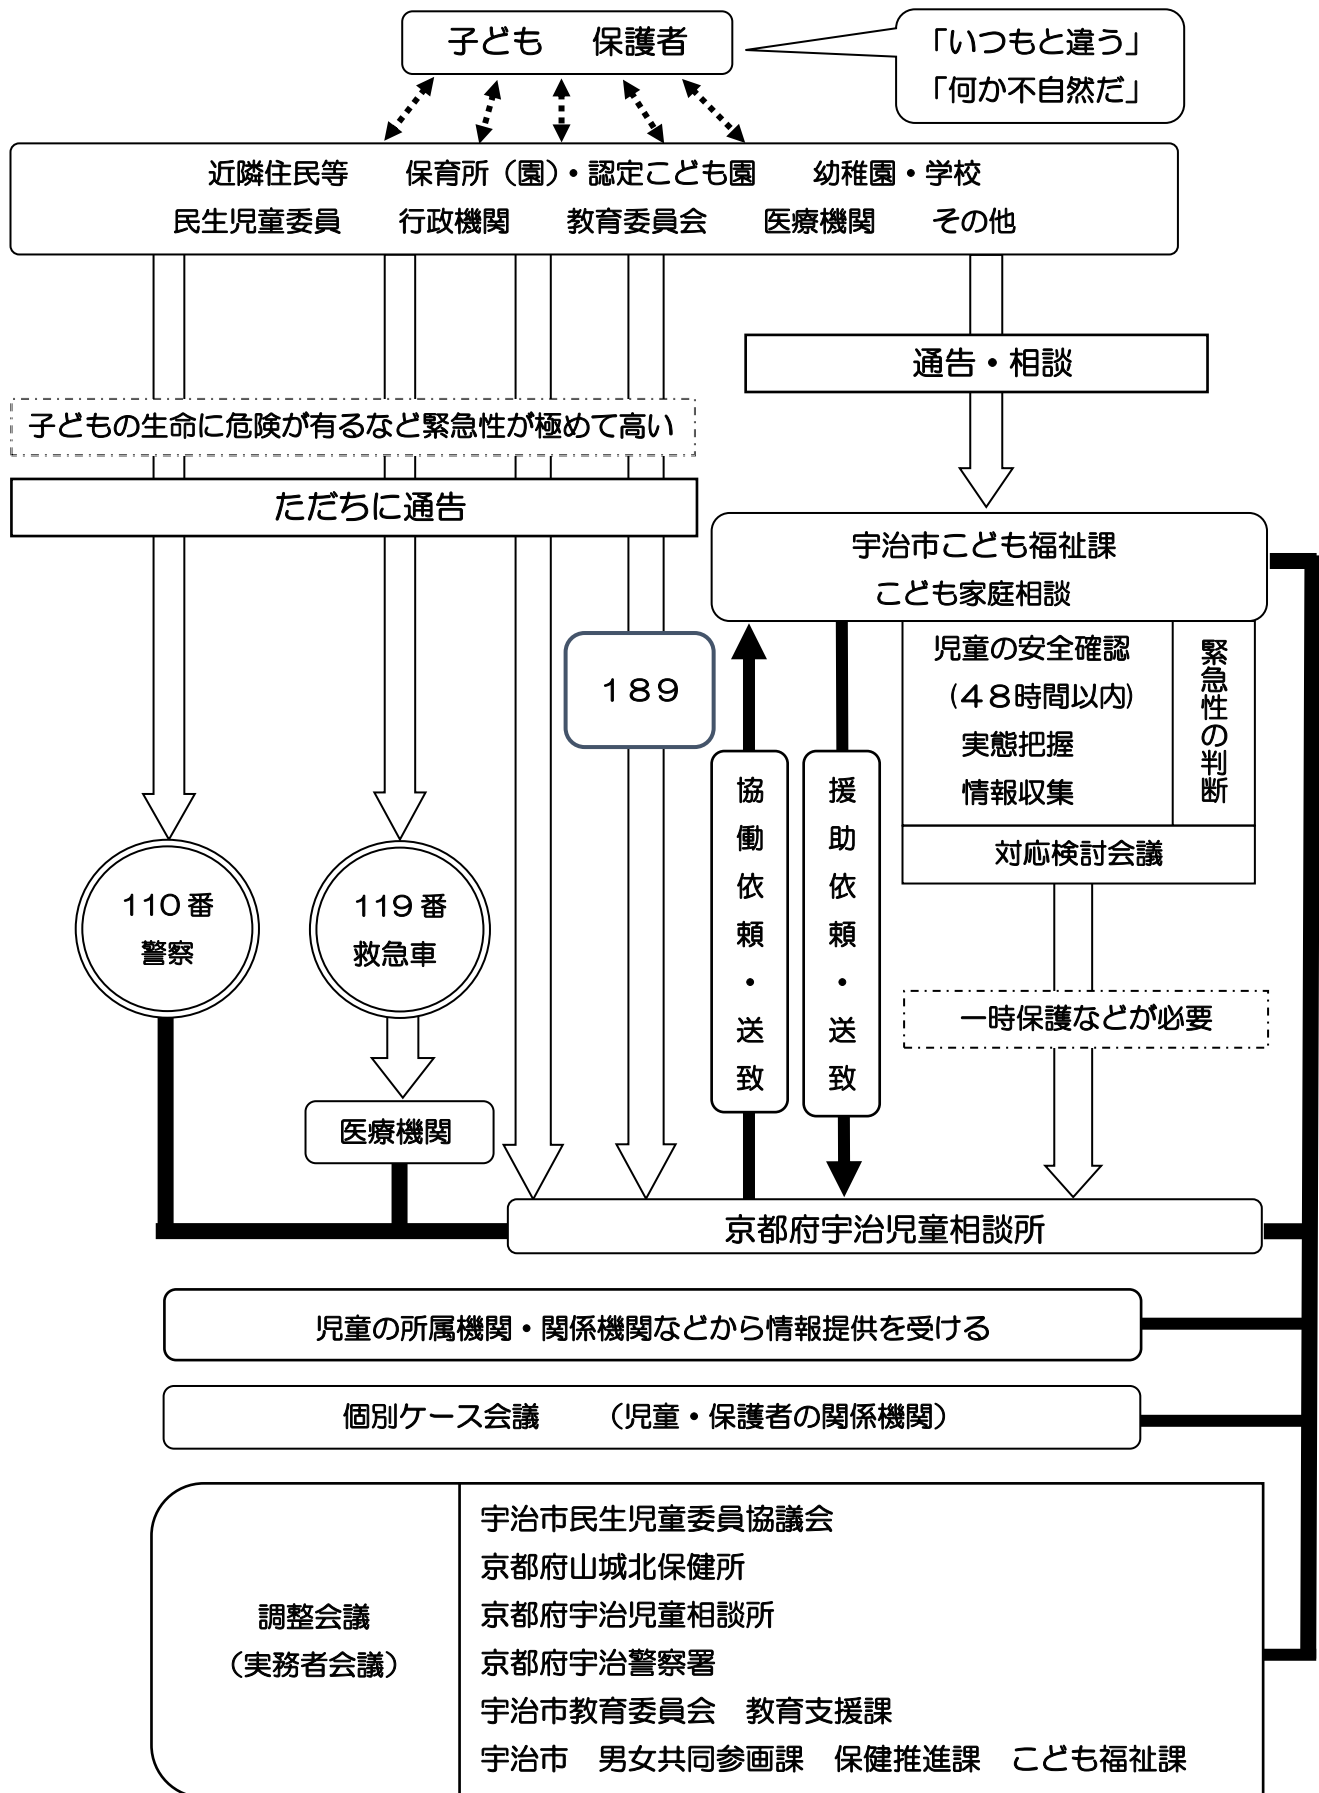 子ども　保護者
「いつもと違う」
「何か不自然だ」
近隣住民等　保育所（園）・認定こども園　幼稚園・学校
民生児童委員　行政機関　教育委員会　医療機関　その他
通告・相談
子どもの生命に危険が有るなど緊急性が極めて高い
ただちに通告
宇治市こども福祉課
こども家庭相談
189
児童の安全確認
（４８時間以内）
実態把握
情報収集
緊急性の判断
対応検討会議
協働依頼・送致
援助依頼・送致
110番
警察
119番
救急車
一時保護などが必要
医療機関
京都府宇治児童相談所
児童の所属機関・関係機関などから情報提供を受ける
個別ケース会議　（児童・保護者の関係機関）
調整会議
（実務者会議）
宇治市民生児童委員協議会
京都府山城北保健所
京都府宇治児童相談所
京都府宇治警察署
宇治市教育委員会　教育支援課
宇治市　男女共同参画課　保健推進課　こども福祉課